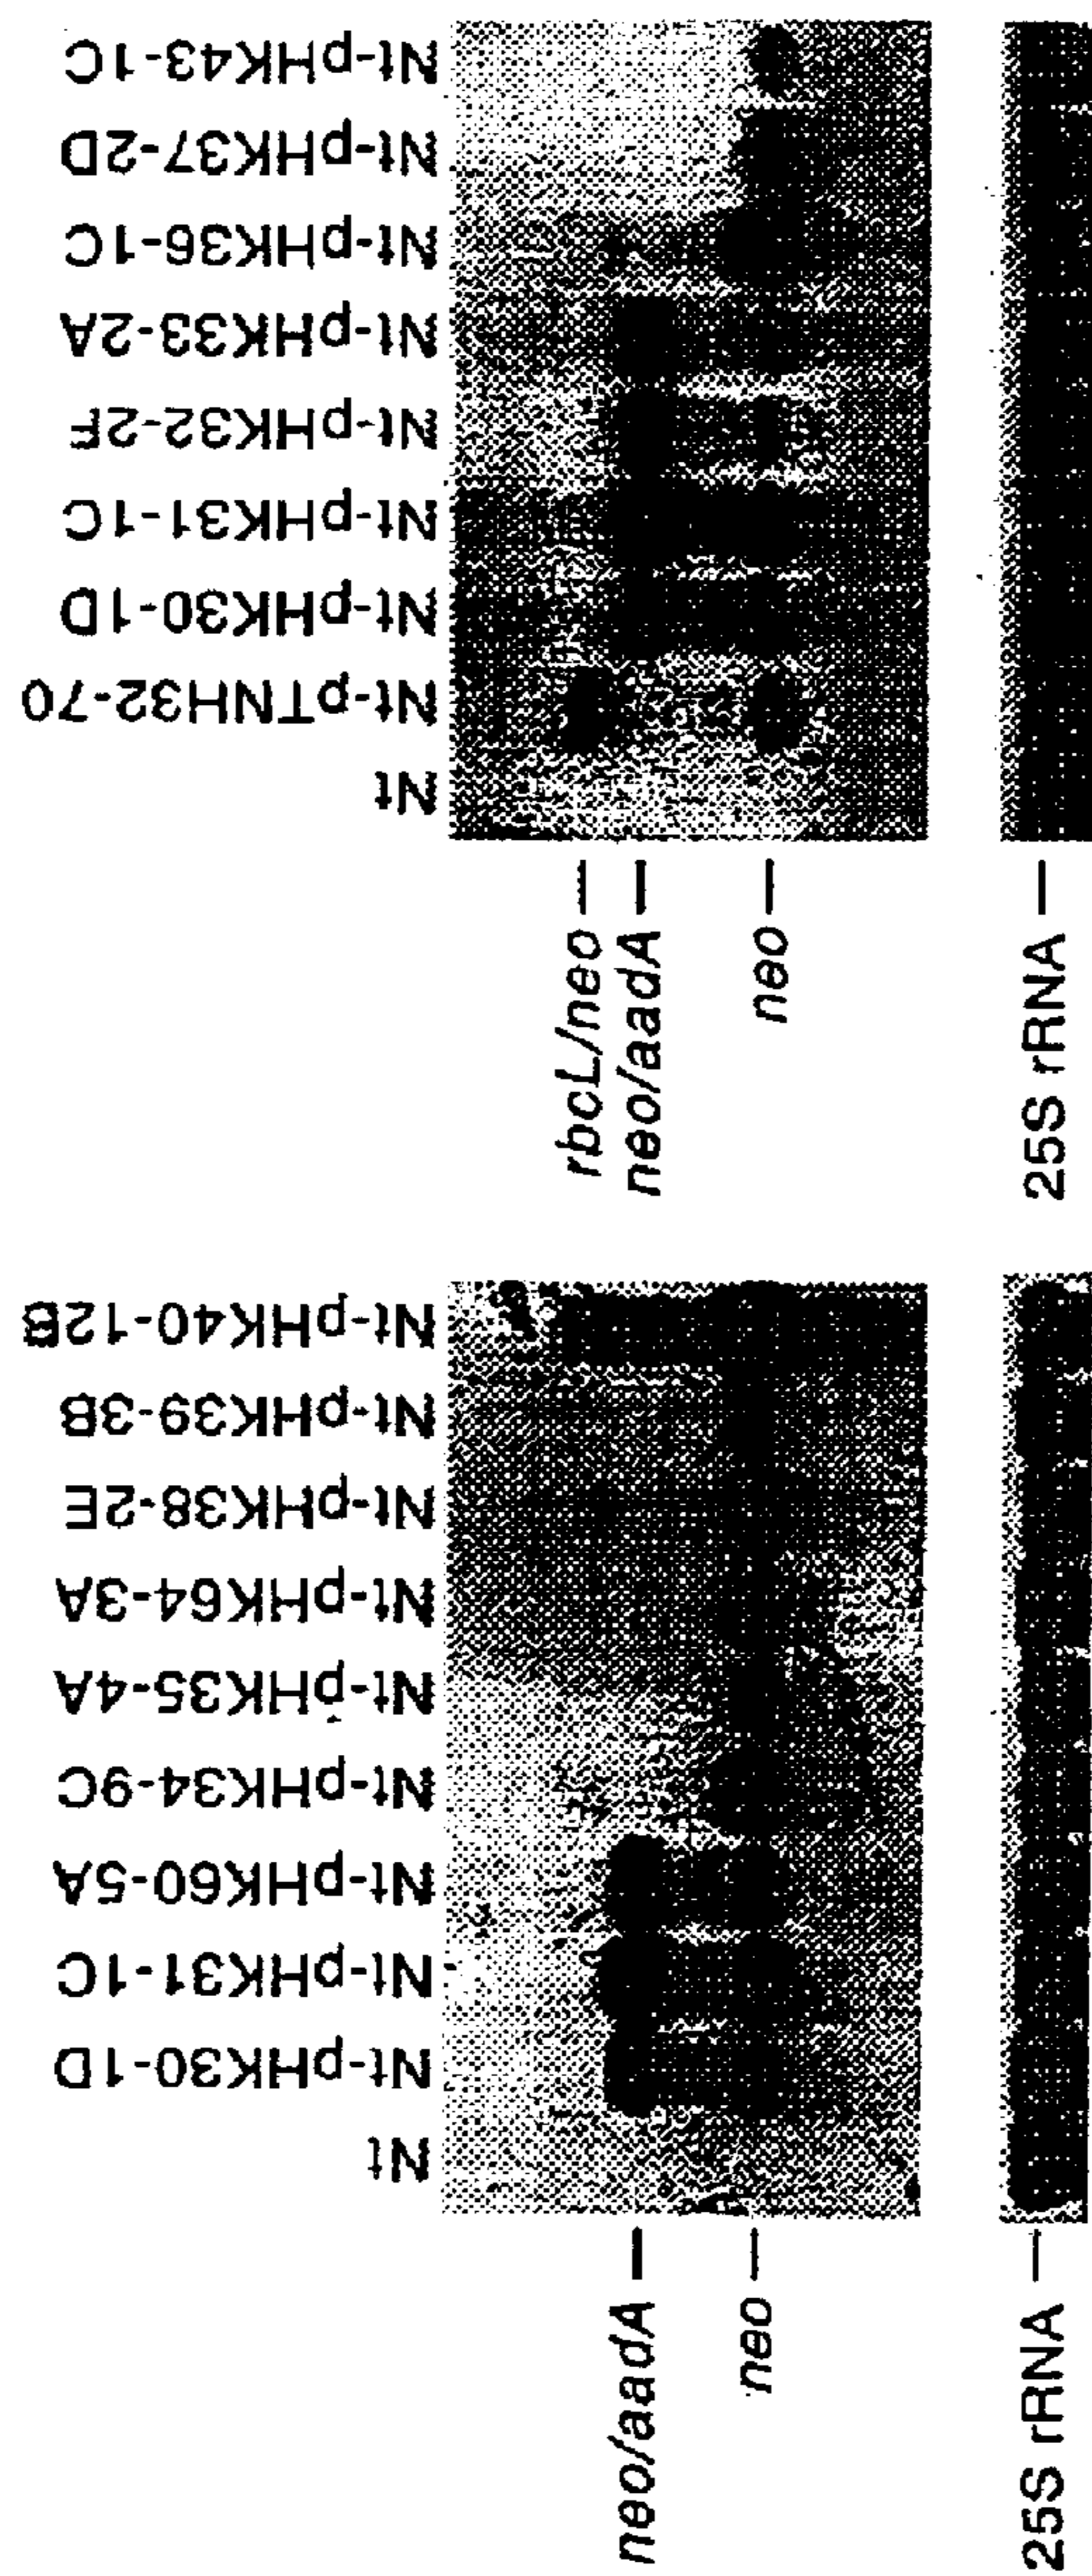 Nt-pHK43-1C
Nt-pHK37-2D
Nt-pHK36-1C
Nt-pHK33-2A
Nt-pHK32-2F
Nt-pHK31-1C
Nt-pHK30-1D
Nt-pTNH32-70
Nt
rbcL/neo
neo/aadA
neo
25S rRNA
Nt-pHK40-12B
Nt-pHK39-3B
Nt-pHK38-2E
Nt-pHK64-3A
Nt-pHK35-4A
Nt-pHK34-9C
Nt-pHK60-5A
Nt-pHK31-1C
Nt-pHK30-1D
Nt
neo/aadA
neo
25S rRNA